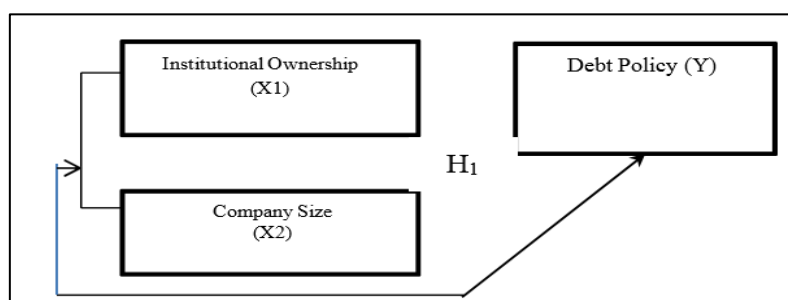 Institutional Ownership
(X1)
Debt Policy (Y)
H₁
Company Size
(X2)